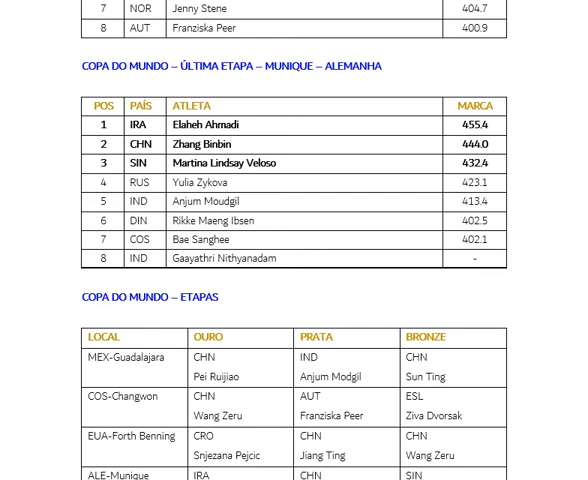 7 NOR Jenny Stene 404.7
8 AUT Franziska Peer 400.9
COPA DO MUNDO – ÚLTIMA ETAPA – MUNIQUE – ALEMANHA
POS PAÍS ATLETA MARCA
1 IRA Elaheh Ahmadi 455.4
2 CHN Zhang Binbin 444.0
3 SIN Martina Lindsay Veloso 432.4
4 RUS Yulia Zykova 423.1
5 IND Anjum Moudgil 413.4
6 DIN Rikke Maeng Ibsen 402.5
7 COS Bae Sanghee 402.1
8 IND Gaayathri Nithyanadam -
COPA DO MUNDO – ETAPAS
LOCAL OURO PRATA BRONZE
MEX-Guadalajara CHN IND CHN
Pei Ruijiao Anjum Modgil Sun Ting
COS-Changwon CHN AUT ESL
Wang Zeru Franziska Peer Ziva Dvorsak
EUA-Forth Benning CRO CHN CHN
Snjezana Pejcic Jiang Ting Wang Zeru
ALE-Munique IRA CHN SIN